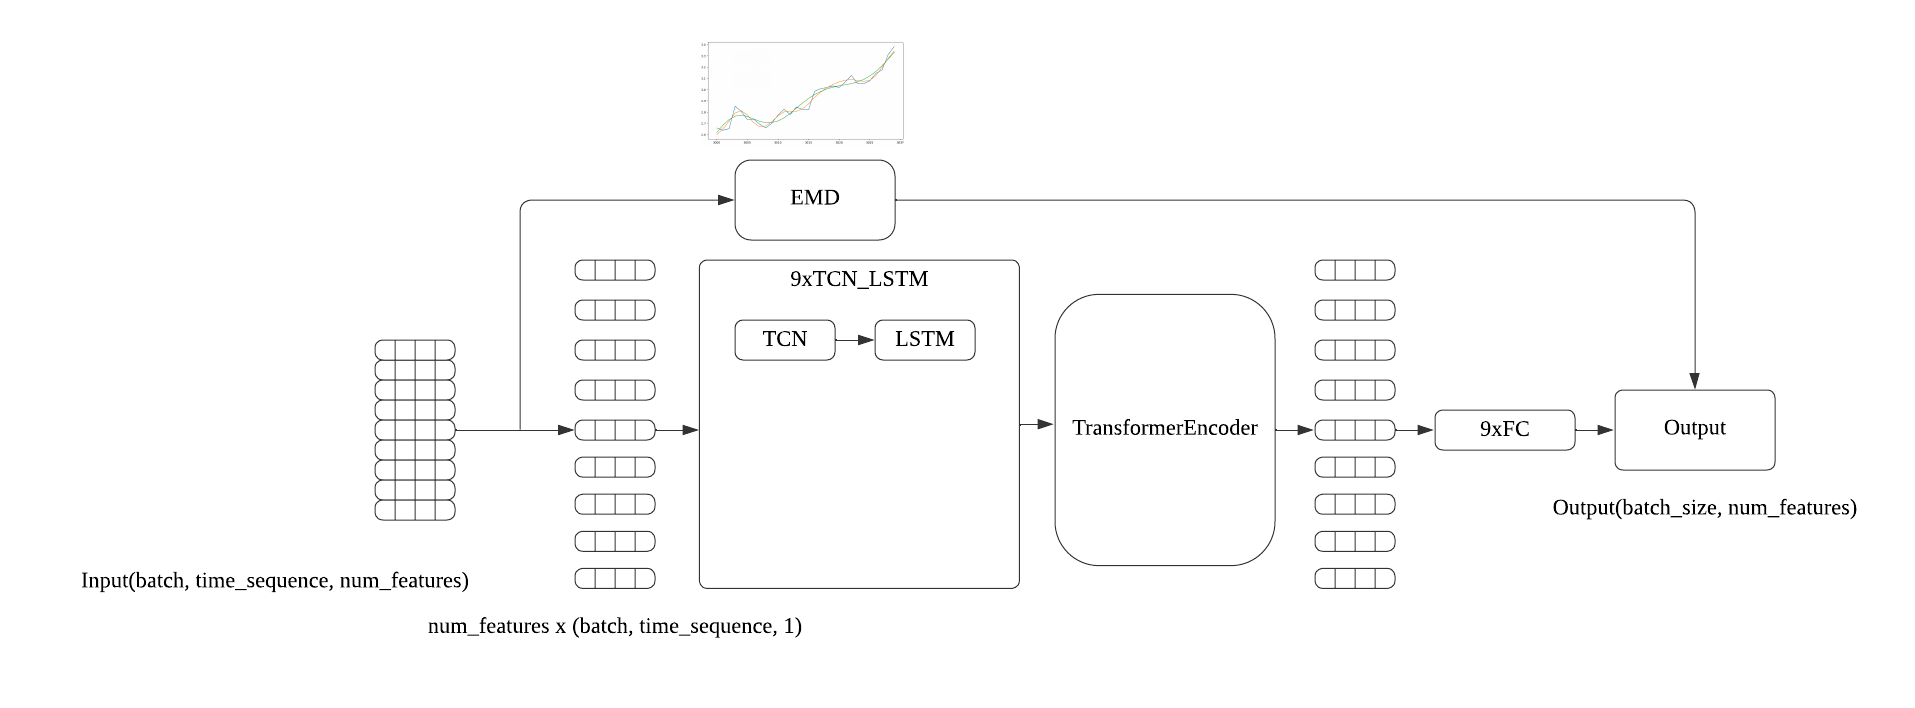 EMD
9xTCN_LSTM
TCN
LSTM
TransformerEncoder
9xFC
Output
Output(batch_size, num_features)
Input(batch, time_sequence, num_features)
num_features x (batch, time_sequence, 1)